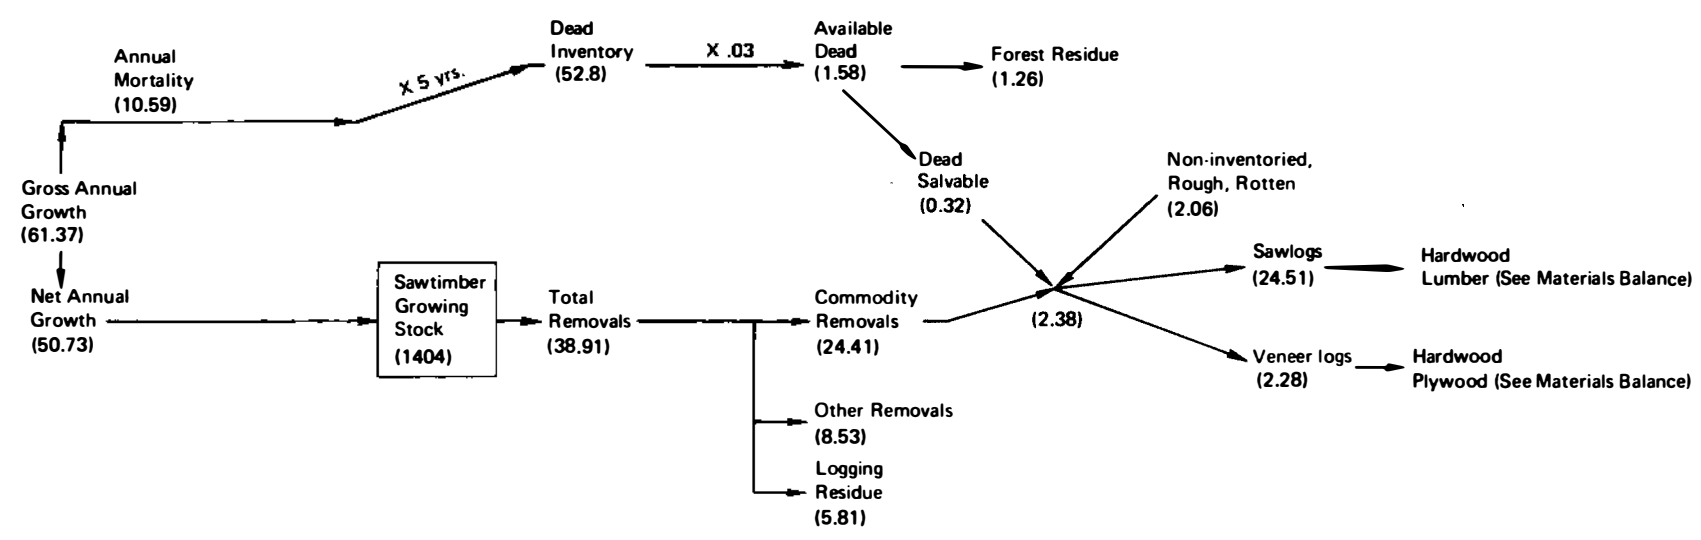 Dead
Inventory
(52.8)
Available
Dead
(1.58)
X .03
Forest Residue
(1.26)
Annual
Mortality
(10.59)
X 5 yrs.
Dead
Salvable
(0.32)
Non-inventoried,
Rough, Rotten
(2.06)
Gross Annual
Growth
(61.37)
Net Annual
Growth
(50.73)
Sawtimber
Growing
Stock
(1404)
Total
Removals
(38.91)
Commodity
Removals
(24.41)
(2.38)
Sawlogs
(24.51)
Hardwood
Lumber (See Materials Balance)
Veneer logs
(2.28)
Hardwood
Plywood (See Materials Balance)
Other Removals
(8.53)
Logging
Residue
(5.81)